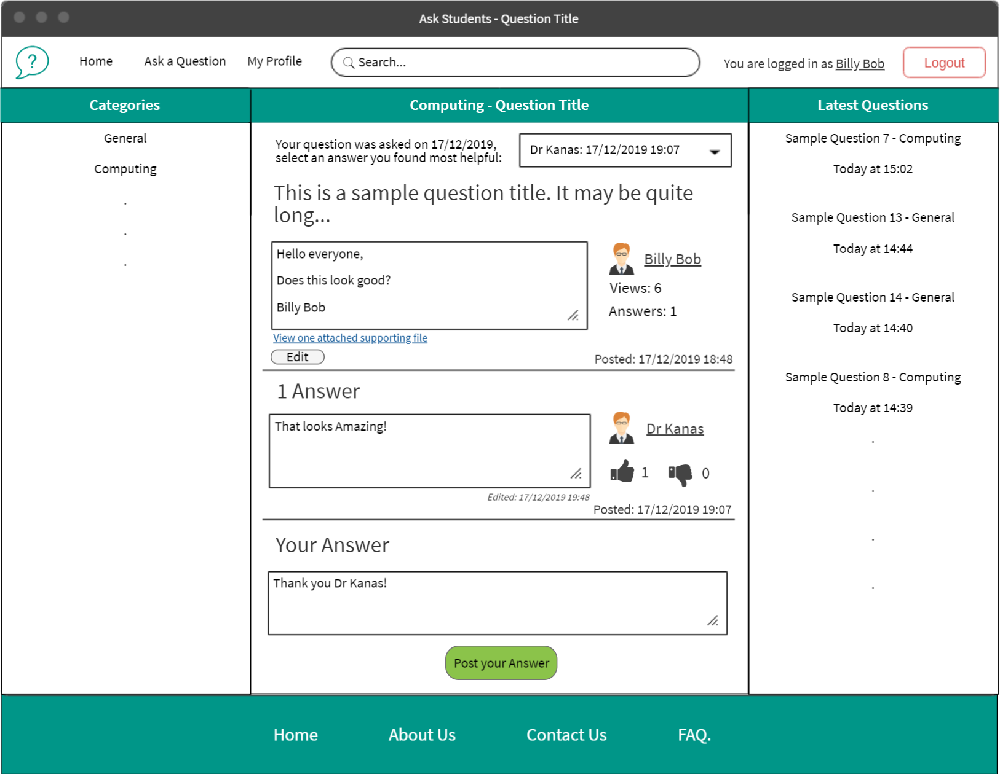 Ask Students - Question Title
?
Home
Ask a Question
My Profile
Search...
You are logged in as Billy Bob
Logout
Categories
General
Computing
.
.
.
Computing - Question Title
Your question was asked on 17/12/2019,
select an answer you found most helpful:
Dr Kanas: 17/12/2019 19:07
This is a sample question title. It may be quite
long...
Hello everyone,
Does this look good?
Billy Bob
Billy Bob
Views: 6
Answers: 1
View one attached supporting file
Edit
Posted: 17/12/2019 18:48
1 Answer
That looks Amazing!
Dr Kanas
1
0
Edited: 17/12/2019 19:48
Posted: 17/12/2019 19:07
Your Answer
Thank you Dr Kanas!
Post your Answer
Latest Questions
Sample Question 7 - Computing
Today at 15:02
Sample Question 13 - General
Today at 14:44
Sample Question 14 - General
Today at 14:40
Sample Question 8 - Computing
Today at 14:39
.
.
.
.
Home
About Us
Contact Us
FAQ.